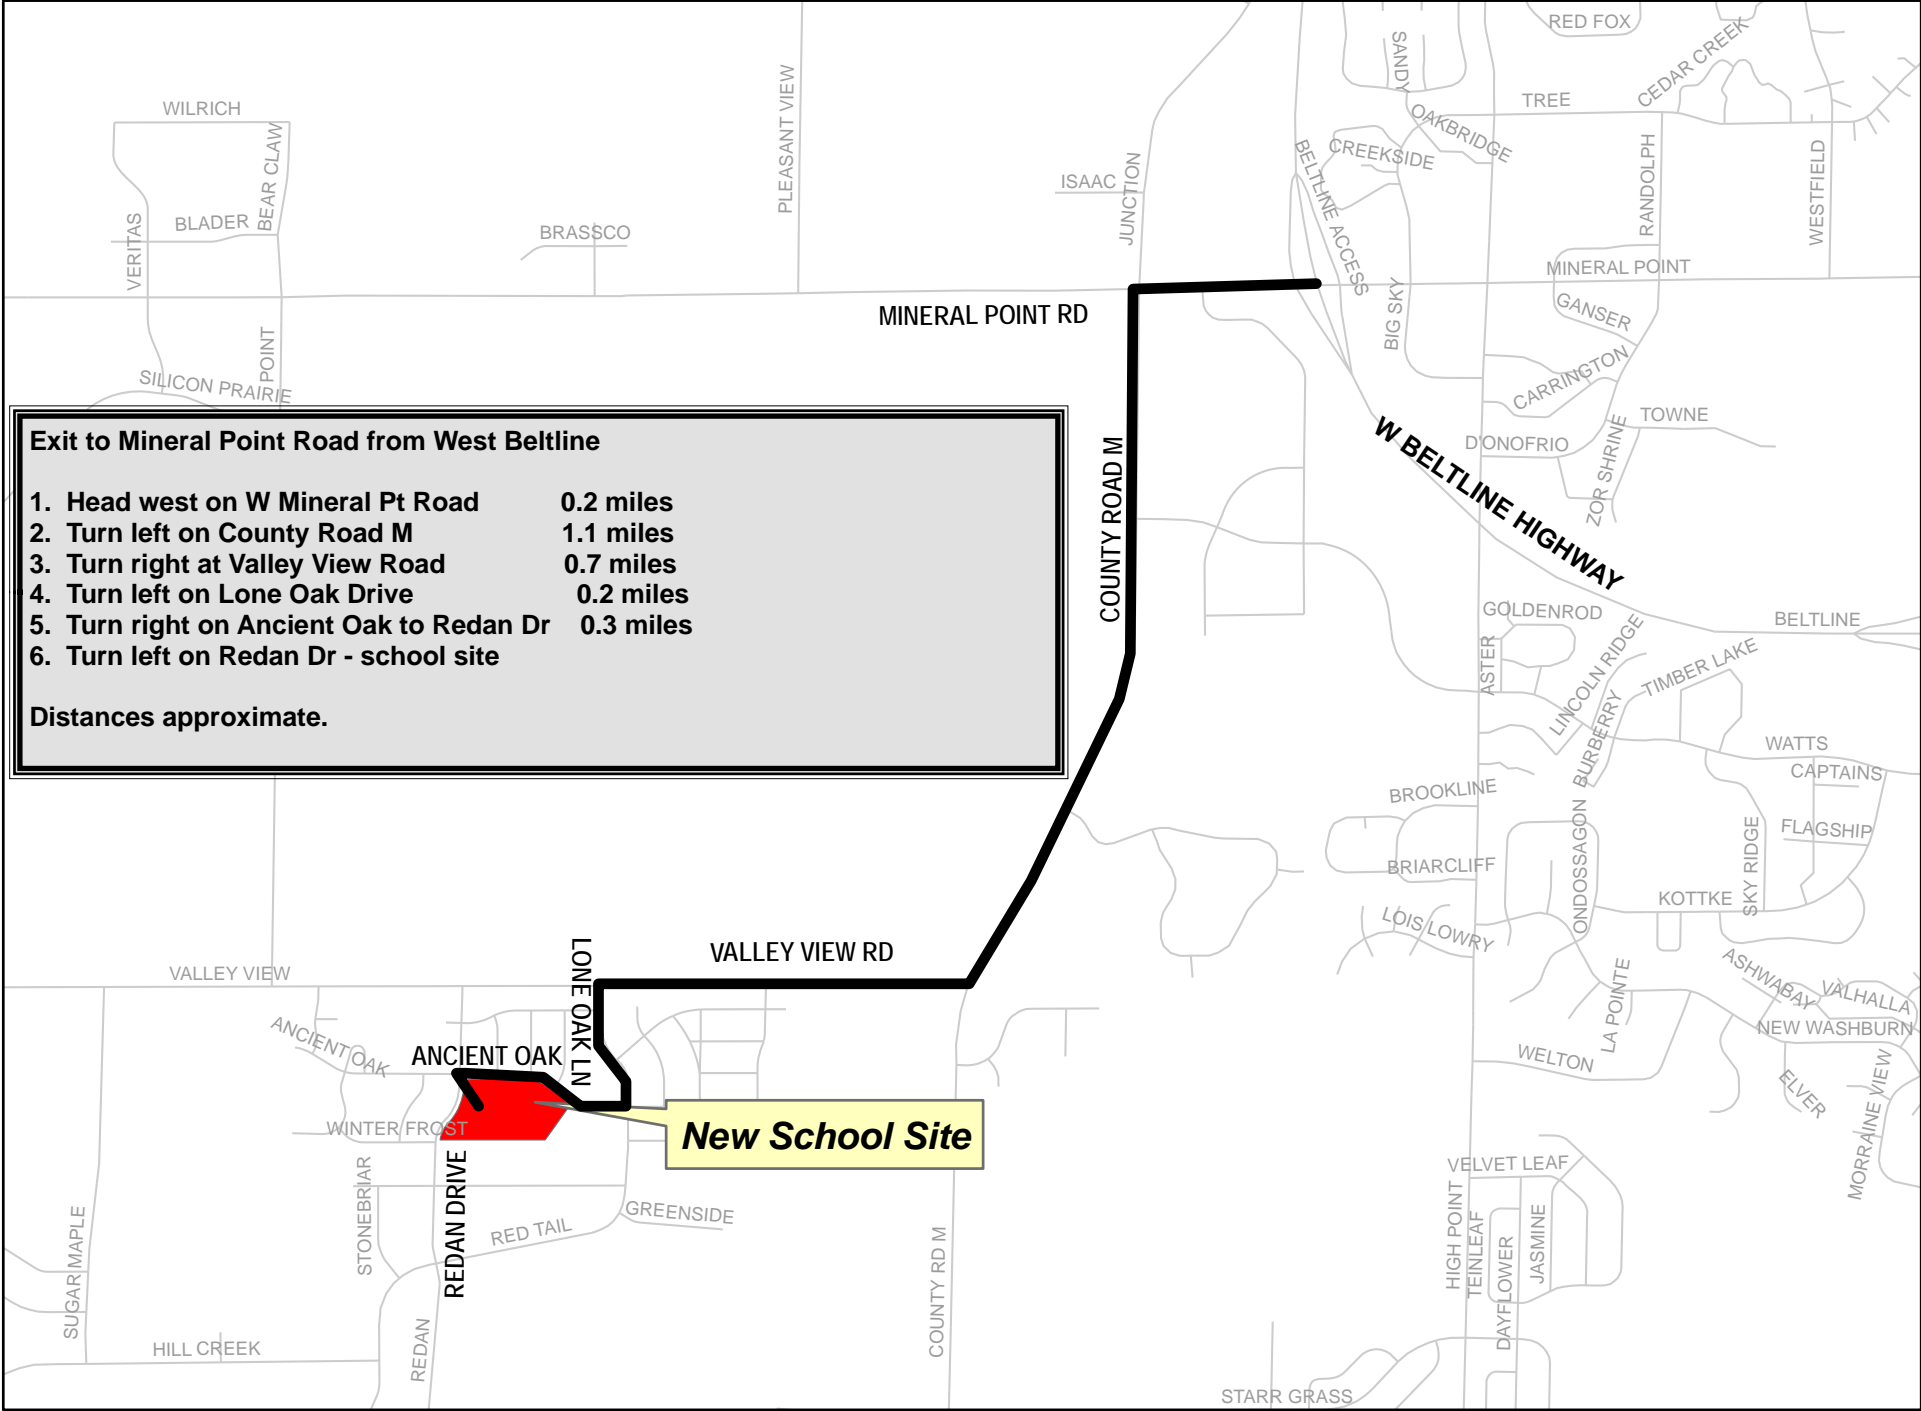 RED FOX
SANDY
CEDAR CREEK
PLEASANT VIEW
WILRICH
TREE
OAKBRIDGE
BEAR CLAW
CREEKSIDE
BELTLINE ACCESS
RANDOLPH
WESTFIELD
ISAAC
JUNCTION
VERITAS
BLADER
BRASSCO
MINERAL POINT
MINERAL POINT RD
BIG SKY
GANSER
POINT
SILICON PRAIRIE
CARRINGTON
TOWNE
D'ONOFRIO
ZOR SHRINE
W BELTLINE HIGHWAY
COUNTY ROAD M
Exit to Mineral Point Road from West Beltline
1. Head west on W Mineral Pt Road 0.2 miles
2. Turn left on County Road M 1.1 miles
3. Turn right at Valley View Road 0.7 miles
4. Turn left on Lone Oak Drive 0.2 miles
5. Turn right on Ancient Oak to Redan Dr 0.3 miles
6. Turn left on Redan Dr - school site
Distances approximate.
GOLDENROD
BELTLINE
ASTER
LINCOLN RIDGE
TIMBER LAKE
BURBERRY
WATTS
CAPTAINS
BROOKLINE
FLAGSHIP
ONDOSSAGON
SKY RIDGE
BRIARCLIFF
KOTTKE
LOIS LOWRY
VALLEY VIEW
LONE OAK LN
VALLEY VIEW RD
LA POINTE
ASHWABAY
VALHALLA
NEW WASHBURN
ANCIENT OAK
ANCIENT OAK
WELTON
ELVER
MORRAINE VIEW
WINTER FROST
New School Site
STONEBRIAR
REDAN DRIVE
VELVET LEAF
SUGAR MAPLE
RED TAIL
GREENSIDE
COUNTY RD M
HIGH POINT
TEINLEAF
DAYFLOWER
JASMINE
HILL CREEK
REDAN
STARR GRASS